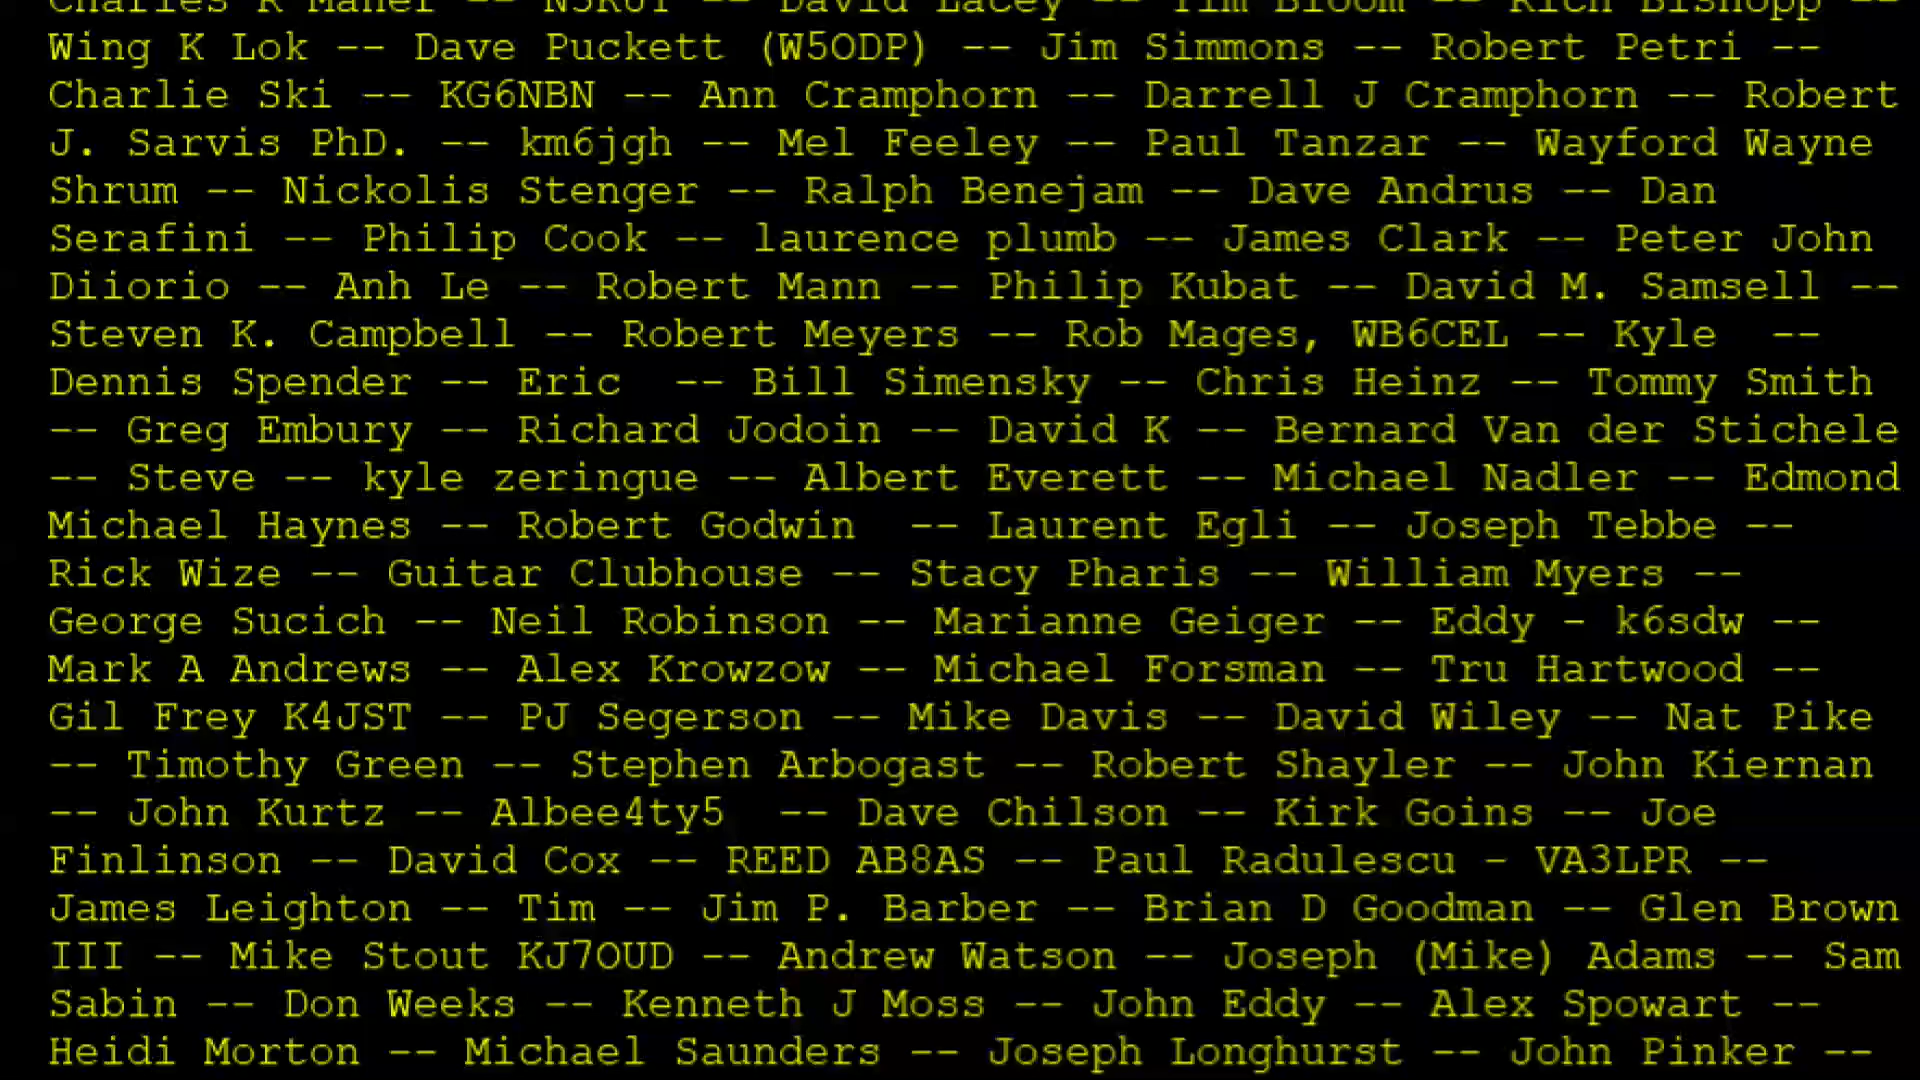 Charles R Maher -- N5RUT -- David Lacey -- Tim Bloom -- Rich Bishopp --
Wing K Lok -- Dave Puckett (W5ODP) -- Jim Simmons -- Robert Petri --
Charlie Ski -- KG6NBN -- Ann Cramphorn -- Darrell J Cramphorn -- Robert
J. Sarvis PhD. -- km6jgh -- Mel Feeley -- Paul Tanzar -- Wayford Wayne
Shrum -- Nickolis Stenger -- Ralph Benejam -- Dave Andrus -- Dan
Serafini -- Philip Cook -- laurence plumb -- James Clark -- Peter John
Diiorio -- Anh Le -- Robert Mann -- Philip Kubat -- David M. Samsell --
Steven K. Campbell -- Robert Meyers -- Rob Mages, WB6CEL -- Kyle  --
Dennis Spender -- Eric  -- Bill Simensky -- Chris Heinz -- Tommy Smith
-- Greg Embury -- Richard Jodoin -- David K -- Bernard Van der Stichele
-- Steve -- kyle zeringue -- Albert Everett -- Michael Nadler -- Edmond
Michael Haynes -- Robert Godwin  -- Laurent Egli -- Joseph Tebbe --
Rick Wize -- Guitar Clubhouse -- Stacy Pharis -- William Myers --
George Sucich -- Neil Robinson -- Marianne Geiger -- Eddy - k6sdw --
Mark A Andrews -- Alex Krowzow -- Michael Forsman -- Tru Hartwood --
Gil Frey K4JST -- PJ Segerson -- Mike Davis -- David Wiley -- Nat Pike
-- Timothy Green -- Stephen Arbogast -- Robert Shayler -- John Kiernan
-- John Kurtz -- Albee4ty5  -- Dave Chilson -- Kirk Goins -- Joe
Finlinson -- David Cox -- REED AB8AS -- Paul Radulescu - VA3LPR --
James Leighton -- Tim -- Jim P. Barber -- Brian D Goodman -- Glen Brown
III -- Mike Stout KJ7OUD -- Andrew Watson -- Joseph (Mike) Adams -- Sam
Sabin -- Don Weeks -- Kenneth J Moss -- John Eddy -- Alex Spowart --
Heidi Morton -- Michael Saunders -- Joseph Longhurst -- John Pinker --